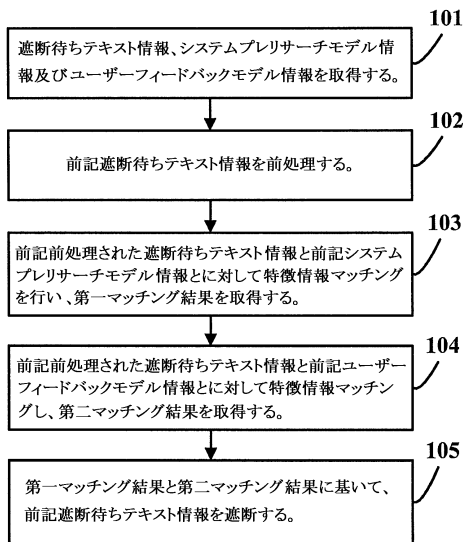 101
遮断待ちテキスト情報、システムプレリサーチモデル情
報及びユーザーフィードバックモデル情報を取得する。
102
前記遮断待ちテキスト情報を前処理する。
103
前記前処理された遮断待ちテキスト情報と前記システム
プレリサーチモデル情報とに対して特徴情報マッチング
を行い、第一マッチング結果を取得する。
104
前記前処理された遮断待ちテキスト情報と前記ユーザー
フィードバックモデル情報とに対して特徴情報マッチン
グし、第二マッチング結果を取得する。
105
第一マッチング結果と第二マッチング結果に基いて、
前記遮断待ちテキスト情報を遮断する。